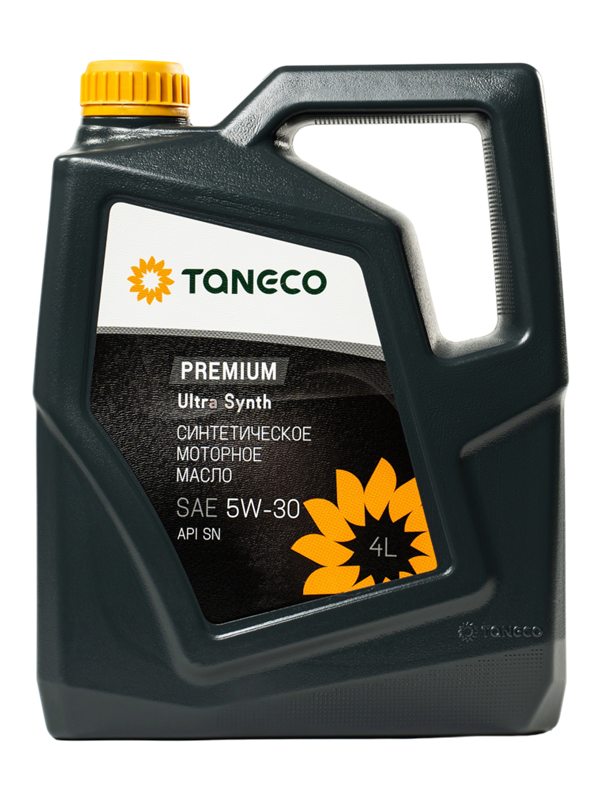 TANECO
PREMIUM
Ultra Synth
СИНТЕТИЧЕСКОЕ
МОТОРНОЕ
МАСЛО
SAE 5W-30
API SN
4L
TANECO